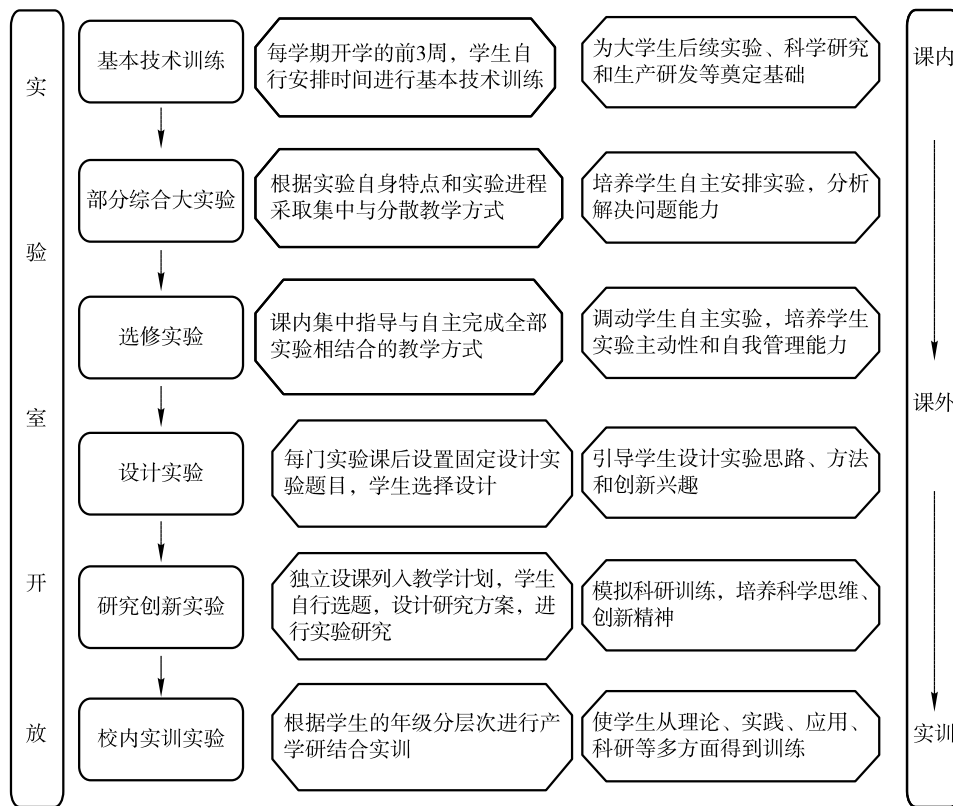 实
验
室
开
放
基本技术训练
每学期开学的前3周，学生自
行安排时间进行基本技术训练
为大学生后续实验、科学研究
和生产研发等奠定基础
部分综合大实验
根据实验自身特点和实验进程
采取集中与分散教学方式
培养学生自主安排实验，分析
解决问题能力
选修实验
课内集中指导与自主完成全部
实验相结合的教学方式
调动学生自主实验，培养学生
实验主动性和自我管理能力
设计实验
每门实验课后设置固定设计实
验题目，学生选择设计
引导学生设计实验思路、方法
和创新兴趣
研究创新实验
独立设课列入教学计划，学生
自行选题，设计研究方案，进
行实验研究
模拟科研训练，培养科学思维、
创新精神
校内实训实验
根据学生的年级分层次进行产
学研结合实训
使学生从理论、实践、应用、
科研等多方面得到训练
课内
课外
实训